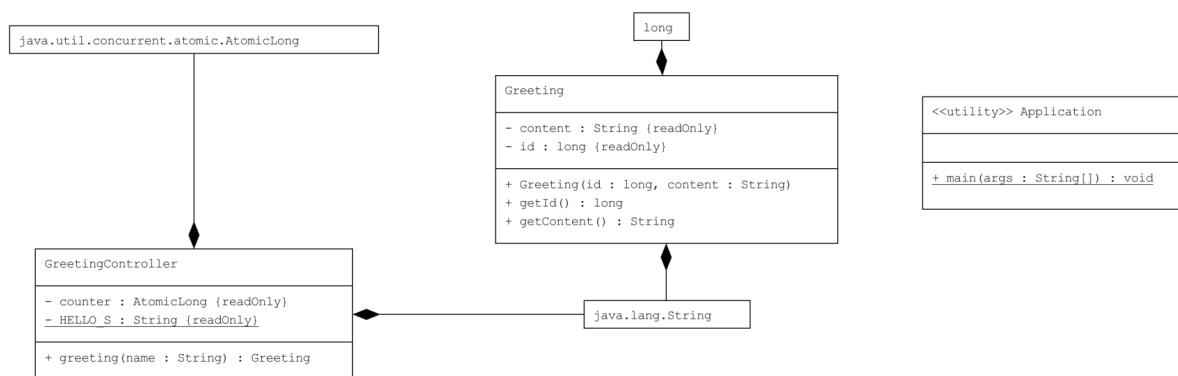 java.util.concurrent.atomic.AtomicLong
long
Greeting
- content : String {readOnly}
- id : long {readOnly}
+ Greeting(id : long, content : String)
+ getId() : long
+ getContent() : String
<<utility>> Application
+ main(args : String[]) : void
GreetingController
- counter : AtomicLong {readOnly}
- HELLO_S : String {readOnly}
+ greeting(name : String) : Greeting
java.lang.String